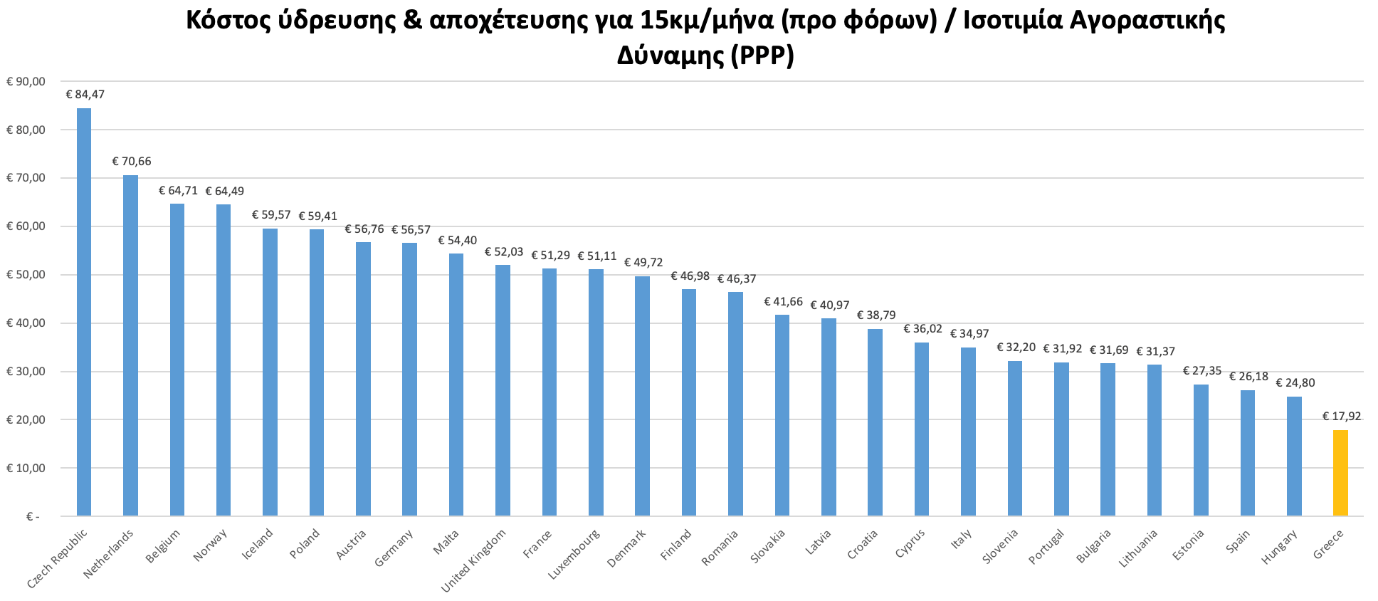 Κόστος ύδρευσης & αποχέτευσης για 15κμ/μήνα (προ φόρων) / Ισοτιμία Αγοραστικής
Δύναμης (PPP)
€ 90,00
€ 80,00
€ 70,00
€ 60,00
€ 50,00
€ 40,00
€ 30,00
€ 20,00
€ 10,00
€ -
€ 84,47
€ 70,66
€ 64,71
€ 64,49
€ 59,57
€ 59,41
€ 56,76
€ 56,57
€ 54,40
€ 52,03
€ 51,29
€ 51,11
€ 49,72
€ 46,98
€ 46,37
€ 41,66
€ 40,97
€ 38,79
€ 36,02
€ 34,97
€ 32,20
€ 31,92
€ 31,69
€ 31,37
€ 27,35
€ 26,18
€ 24,80
€ 17,92
Czech Republic
Netherlands
Belgium
Norway
Iceland
Poland
Austria
Germany
Malta
United Kingdom
France
Luxembourg
Denmark
Finland
Romania
Slovakia
Latvia
Croatia
Cyprus
Italy
Slovenia
Portugal
Bulgaria
Lithuania
Estonia
Spain
Hungary
Greece